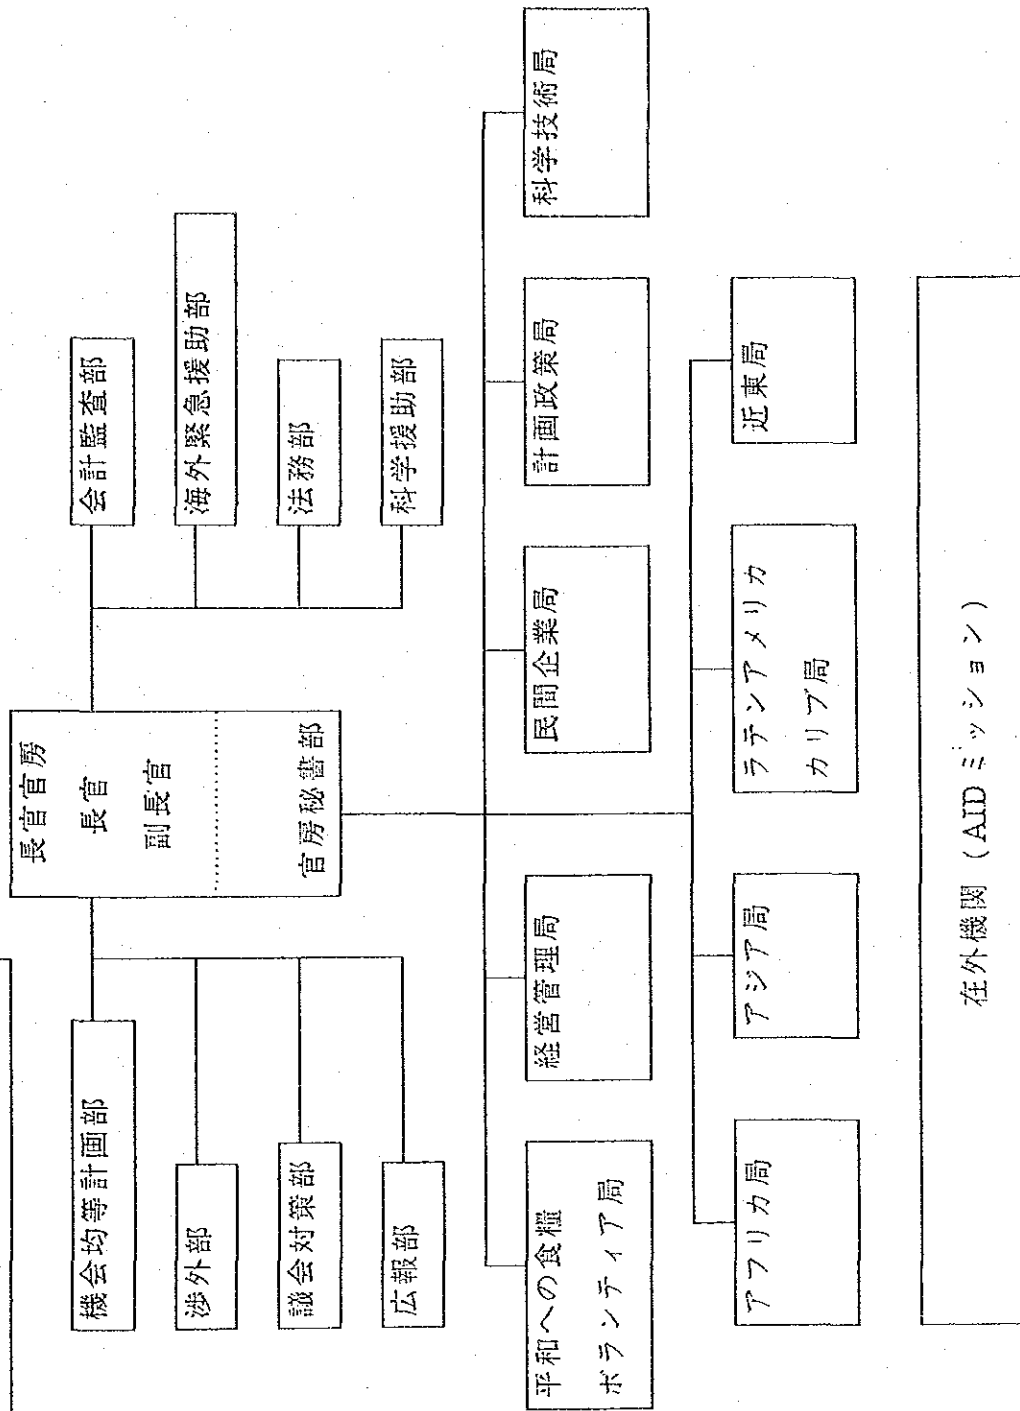 長官官房
長官
副長官
官房秘書部
機会均等計画部
渉外部
議会対策部
広報部
会計監査部
海外緊急援助部
法務部
科学援助部
平和への食糧
ボランティア局
経営管理局
民間企業局
計画政策局
科学技術局
アフリカ局
アジア局
ラテンアメリカ
カリブ局
近東局
在外機関 (AIDミッション)